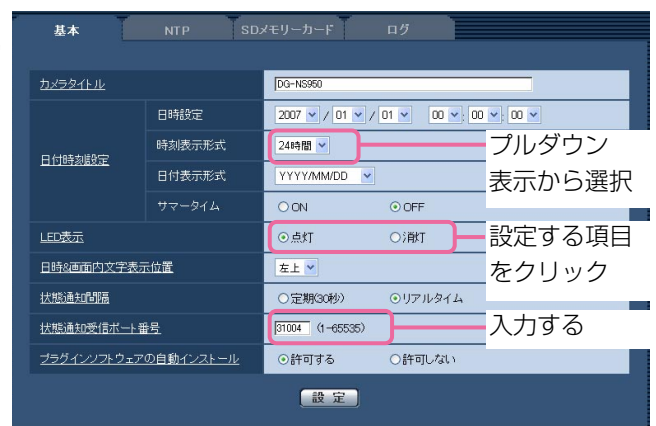 基本 NTP SDメモリーカード ログ
カメラタイトル DG-NS950
日付時刻設定
日時設定 2007 / 01 / 01 00 : 00 : 00
時刻表示形式 24時間
日付表示形式 YYYY/MM/DD
サマータイム ON OFF
プルダウン
表示から選択
LED表示 点灯 消灯
設定する項目
をクリック
日時&画面内文字表示位置 左上
状態通知間隔 定期(30秒) リアルタイム
状態通知受信ポート番号 31004 (1-65535)
入力する
プラグインソフトウェアの自動インストール 許可する 許可しない
設 定